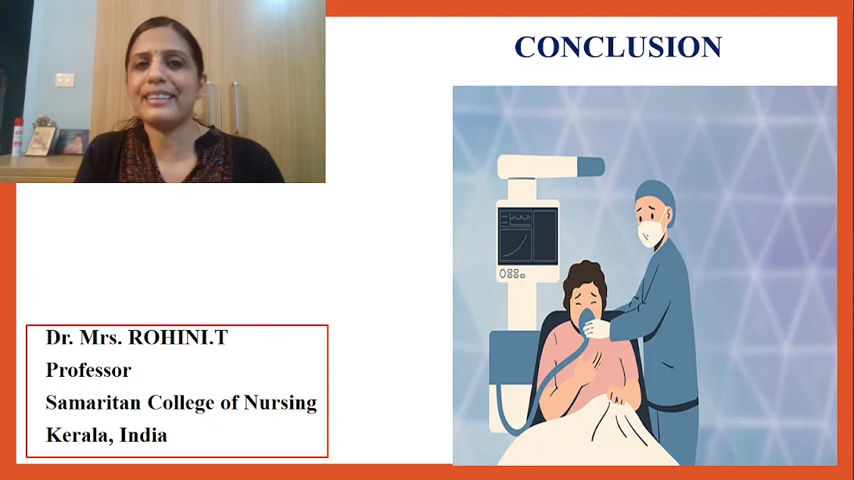 CONCLUSION
Dr. Mrs. ROHINI.T
Professor
Samaritan College of Nursing
Kerala, India